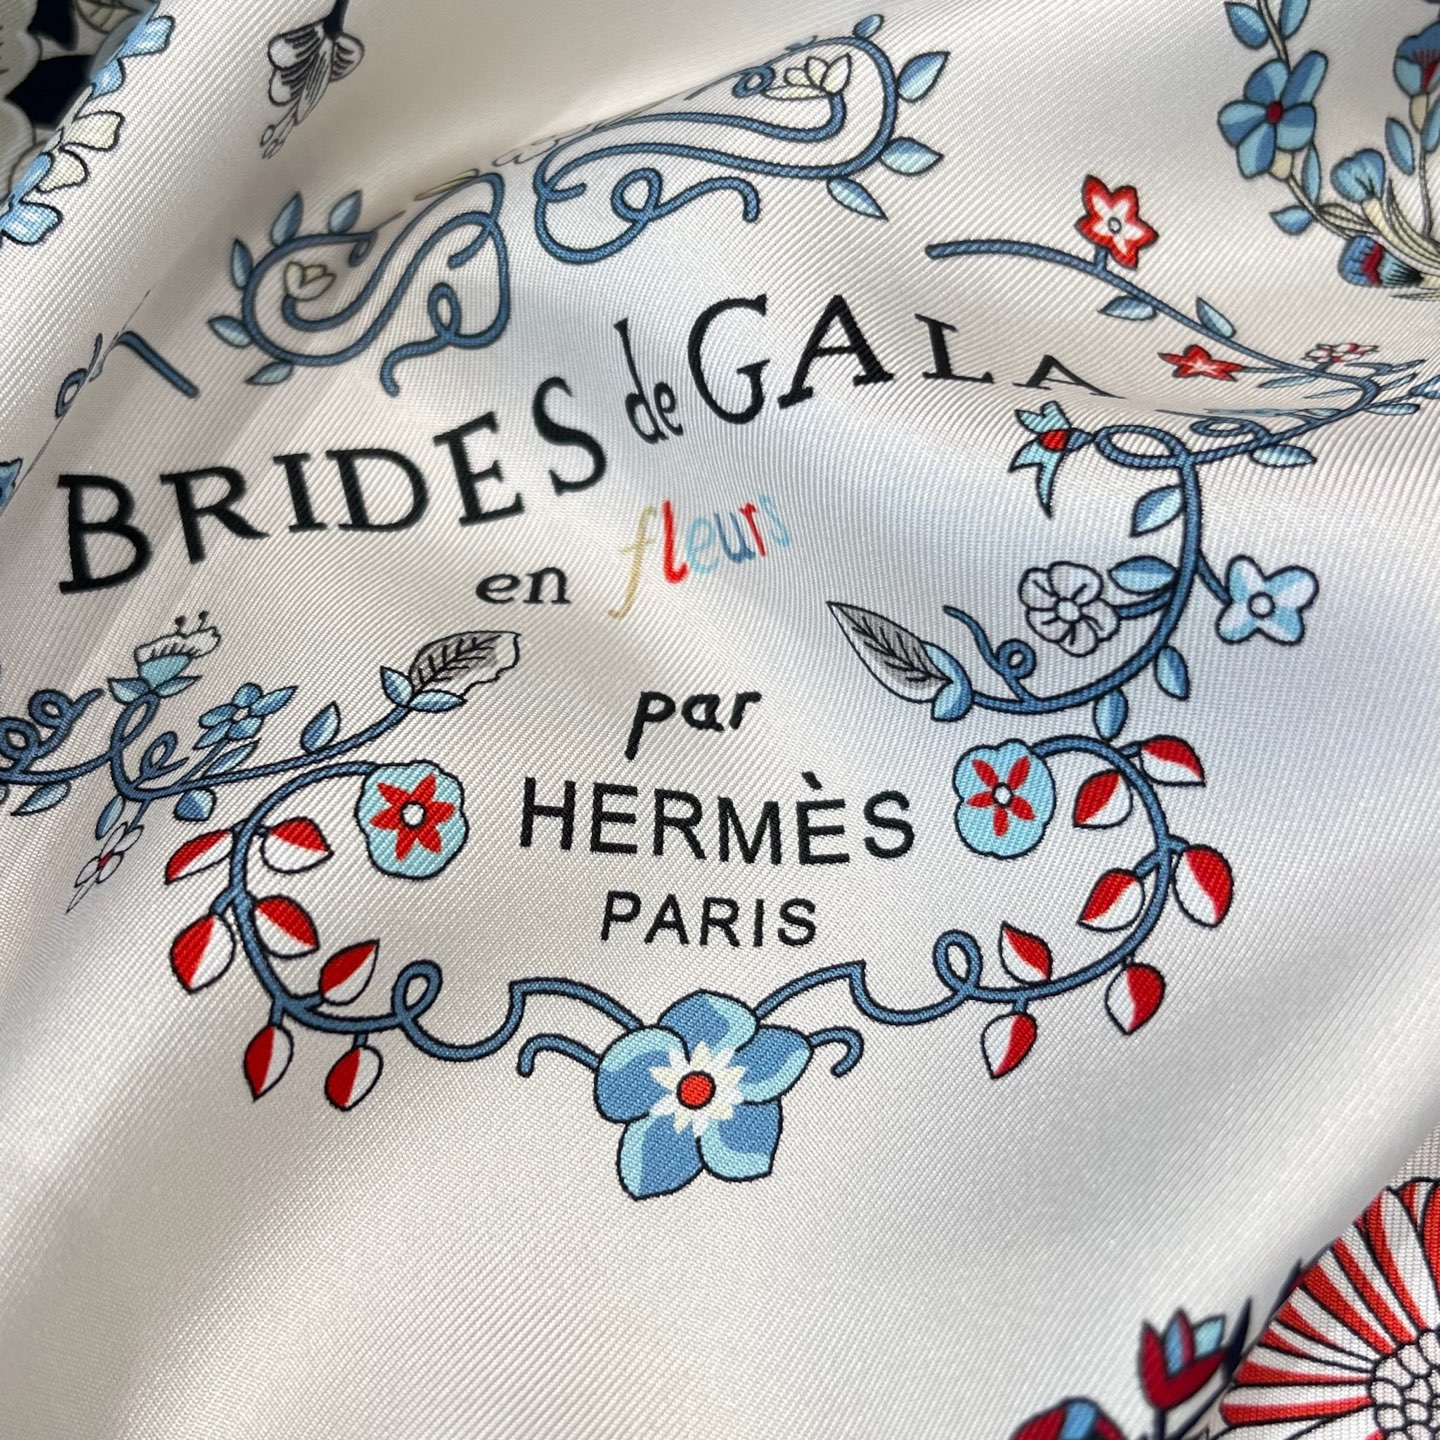 BRIDES de GALA
en fleurs
par
HERMÈS
PARIS